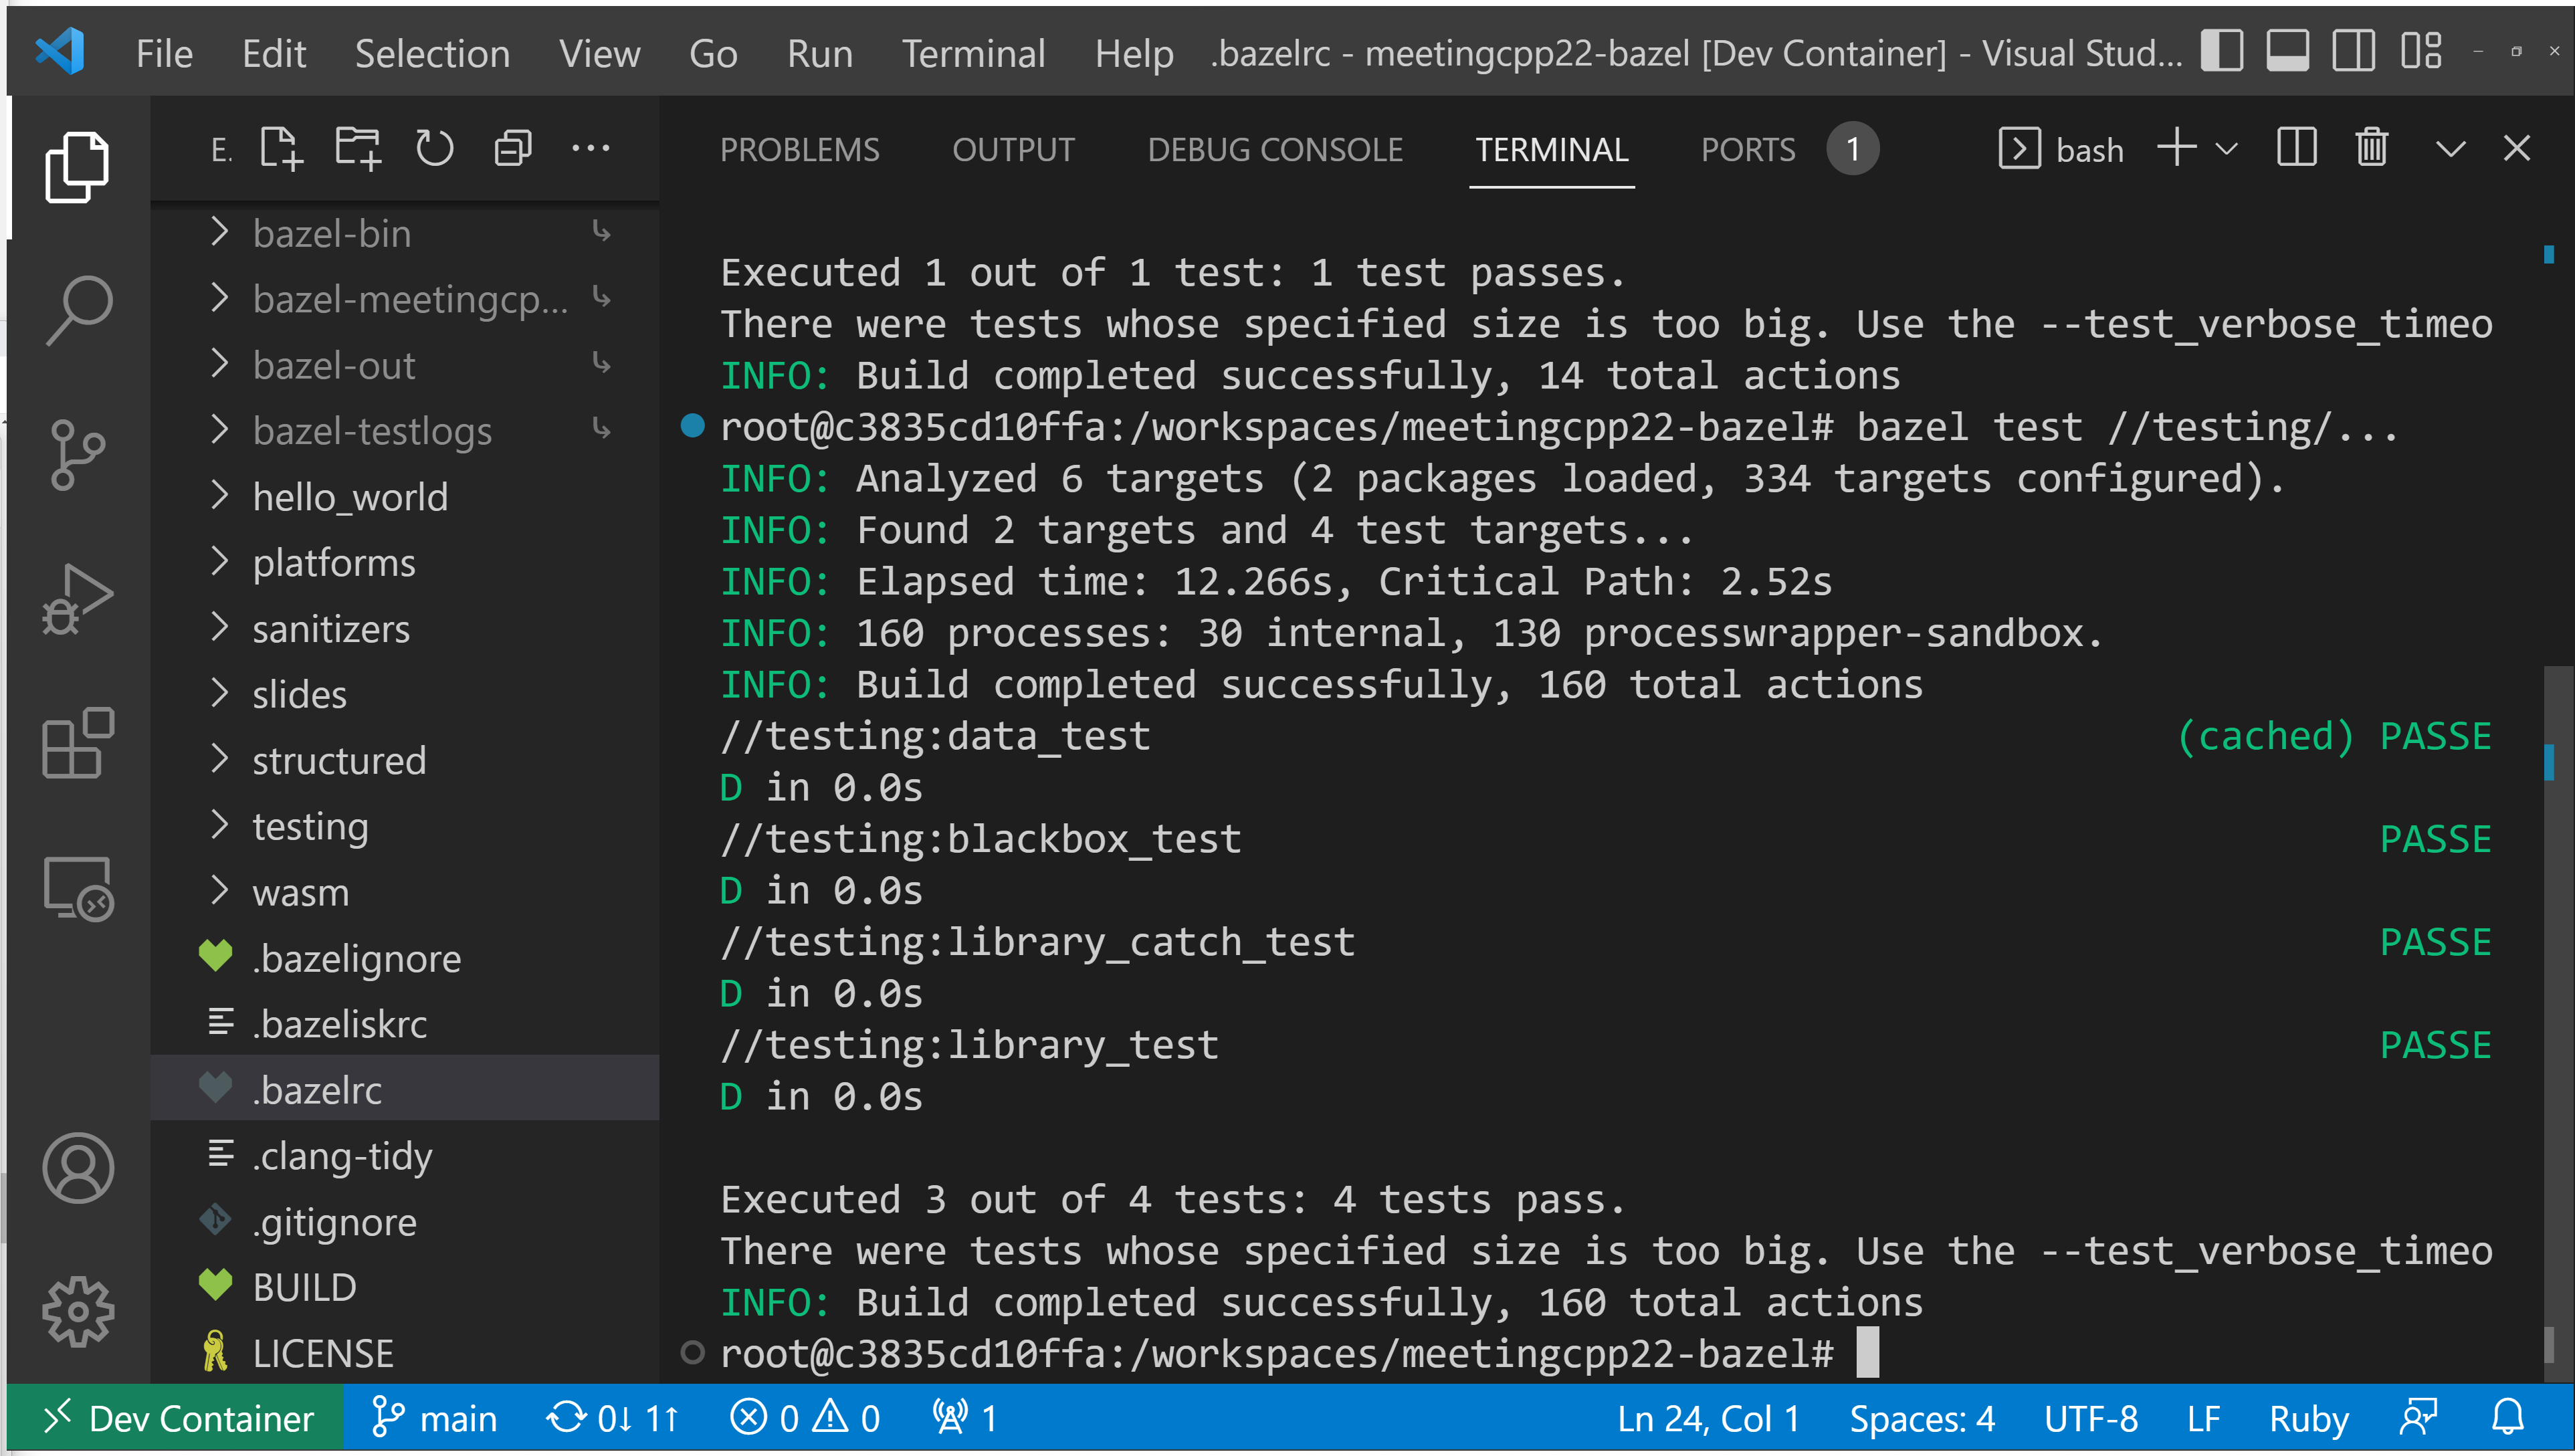 File Edit Selection View Go Run Terminal Help .bazelrc - meetingcpp22-bazel [Dev Container] - Visual Stud...
E.
PROBLEMS OUTPUT DEBUG CONSOLE TERMINAL PORTS 1 bash
bazel-bin
bazel-meetingcp...
bazel-out
bazel-testlogs
hello_world
platforms
sanitizers
slides
structured
testing
wasm
.bazelignore
.bazeliskrc
.bazelrc
.clang-tidy
.gitignore
BUILD
LICENSE
Executed 1 out of 1 test: 1 test passes.
There were tests whose specified size is too big. Use the --test_verbose_timeo
INFO: Build completed successfully, 14 total actions
root@c3835cd10ffa:/workspaces/meetingcpp22-bazel# bazel test //testing/...
INFO: Analyzed 6 targets (2 packages loaded, 334 targets configured).
INFO: Found 2 targets and 4 test targets...
INFO: Elapsed time: 12.266s, Critical Path: 2.52s
INFO: 160 processes: 30 internal, 130 processwrapper-sandbox.
INFO: Build completed successfully, 160 total actions
//testing:data_test (cached) PASSE
D in 0.0s
//testing:blackbox_test PASSE
D in 0.0s
//testing:library_catch_test PASSE
D in 0.0s
//testing:library_test PASSE
D in 0.0s
Executed 3 out of 4 tests: 4 tests pass.
There were tests whose specified size is too big. Use the --test_verbose_timeo
INFO: Build completed successfully, 160 total actions
root@c3835cd10ffa:/workspaces/meetingcpp22-bazel#
Dev Container main 0↓ 1↑ 0 0 1 Ln 24, Col 1 Spaces: 4 UTF-8 LF Ruby